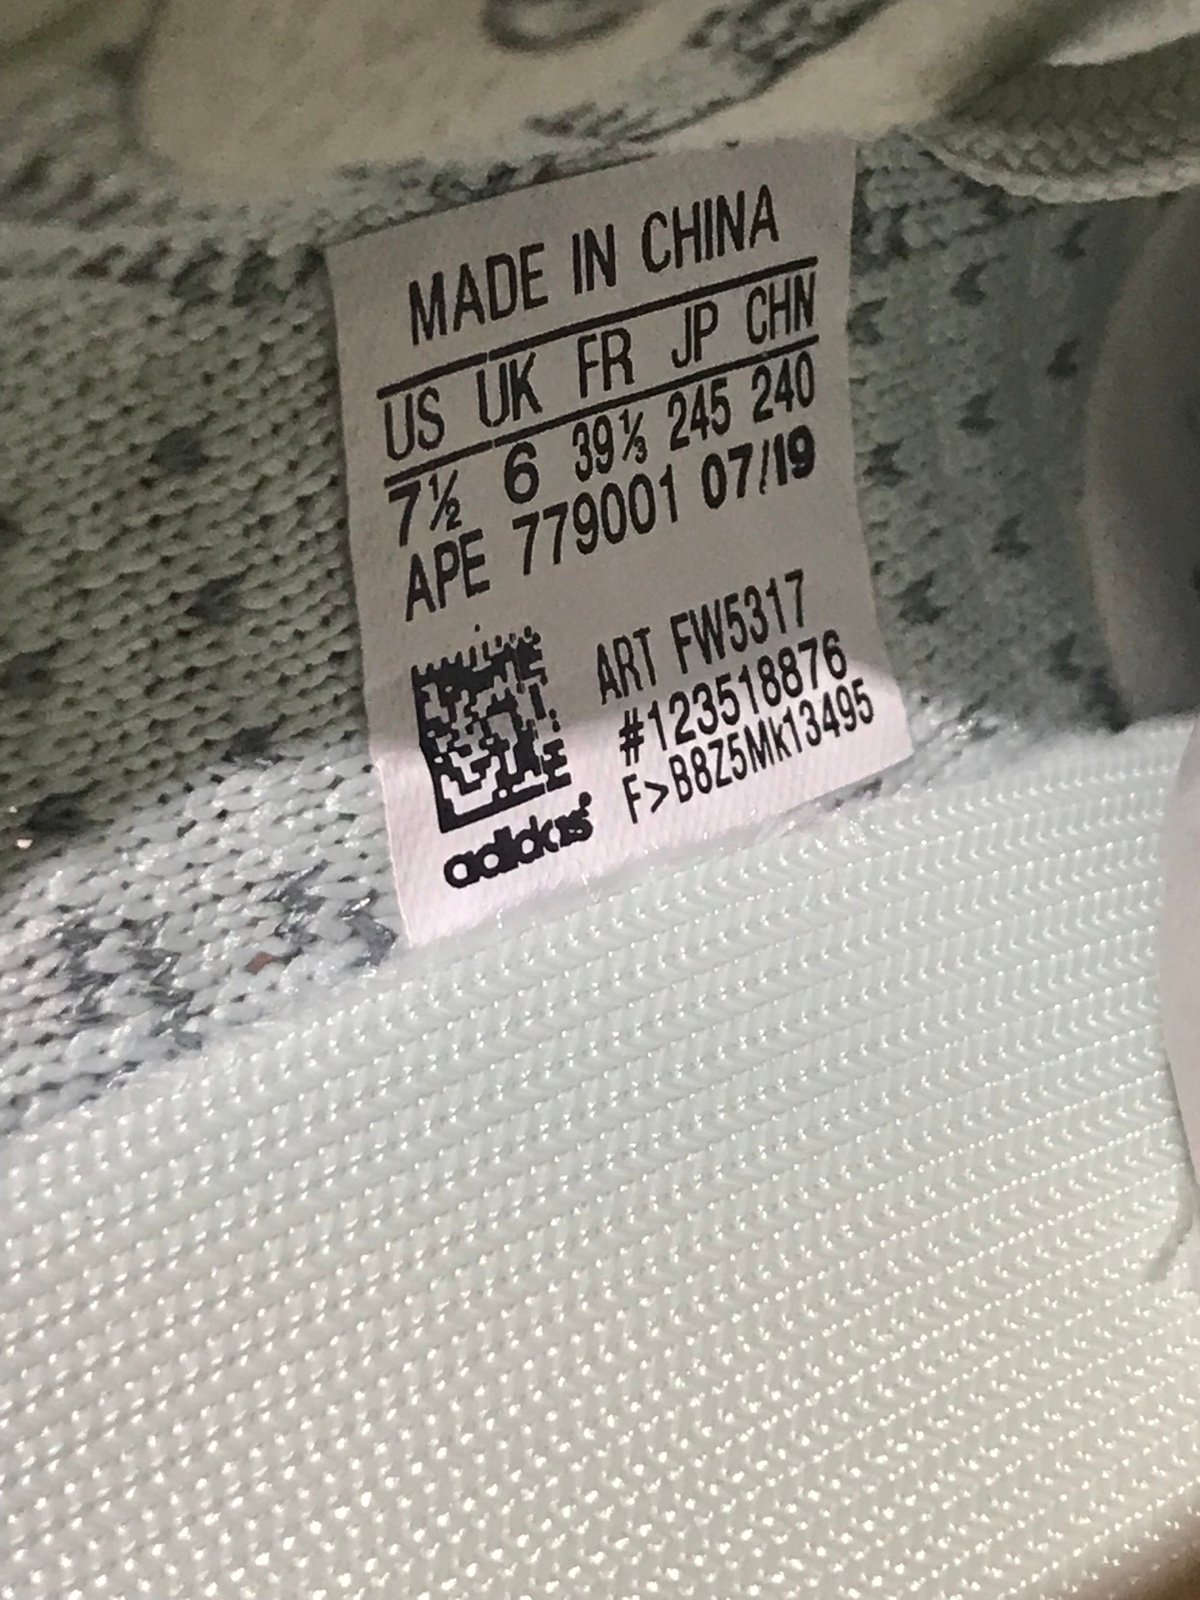 MADE IN CHINA
US UK FR JP CHN
7½ 6 39⅓ 245 240
APE 779001 07/19
ART FW5317
#123518876
F>B8Z5Mk13495
adidas®